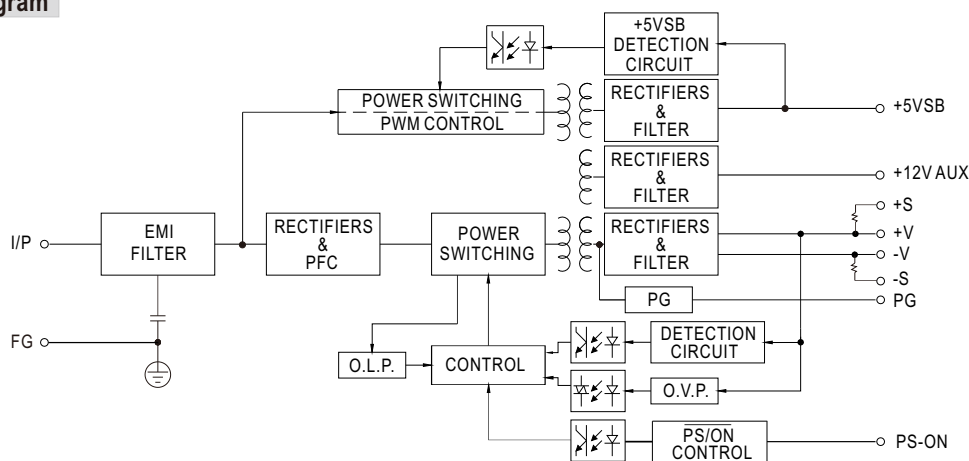 gram
+5VSB
DETECTION
CIRCUIT
POWER SWITCHING
PWM CONTROL
RECTIFIERS
&
FILTER
+5VSB
RECTIFIERS
&
FILTER
+12V AUX
+S
I/P
EMI
FILTER
RECTIFIERS
&
PFC
POWER
SWITCHING
RECTIFIERS
&
FILTER
+V
-V
-S
PG
PG
FG
O.L.P.
CONTROL
DETECTION
CIRCUIT
O.V.P.
PS/ON
CONTROL
PS-ON